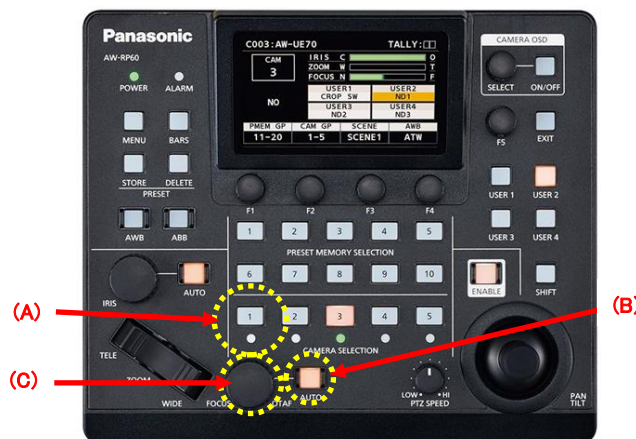 Panasonic
AW-RP60
POWER
ALARM
MENU
BARS
STORE
DELETE
PRESET
AWB
ABB
IRIS
AUTO
TELE
ZOOM
WIDE
FOCUS
OTAF
AUTO
C003:AW-UE70 TALLY:
CAM
3
NO
IRIS C O
ZOOM W T
FOCUS N F
USER1
CROP SW
USER2
ND1
USER3
ND2
USER4
ND3
PMEM GP CAM GP SCENE AWB
11-20 1-5 SCENE1 ATW
F1 F2 F3 F4
1 2 3 4 5
PRESET MEMORY SELECTION
6 7 8 9 10
1 2 3 4 5
CAMERA SELECTION
LOW HI
PTZ SPEED
CAMERA OSD
SELECT
ON/OFF
F5
EXIT
USER 1
USER 2
USER 3
USER 4
ENABLE
SHIFT
PAN
TILT
(A)
(B)
(C)